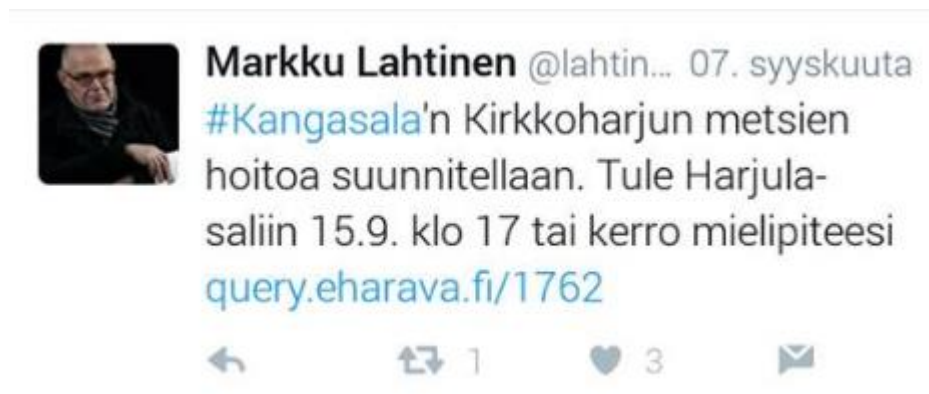 Markku Lahtinen @lahtin... 07. syyskuuta
#Kangasala'n Kirkkoharjun metsien
hoitoa suunnitellaan. Tule Harjula-
saliin 15.9. klo 17 tai kerro mielipiteesi
query.eharava.fi/1762
1 3